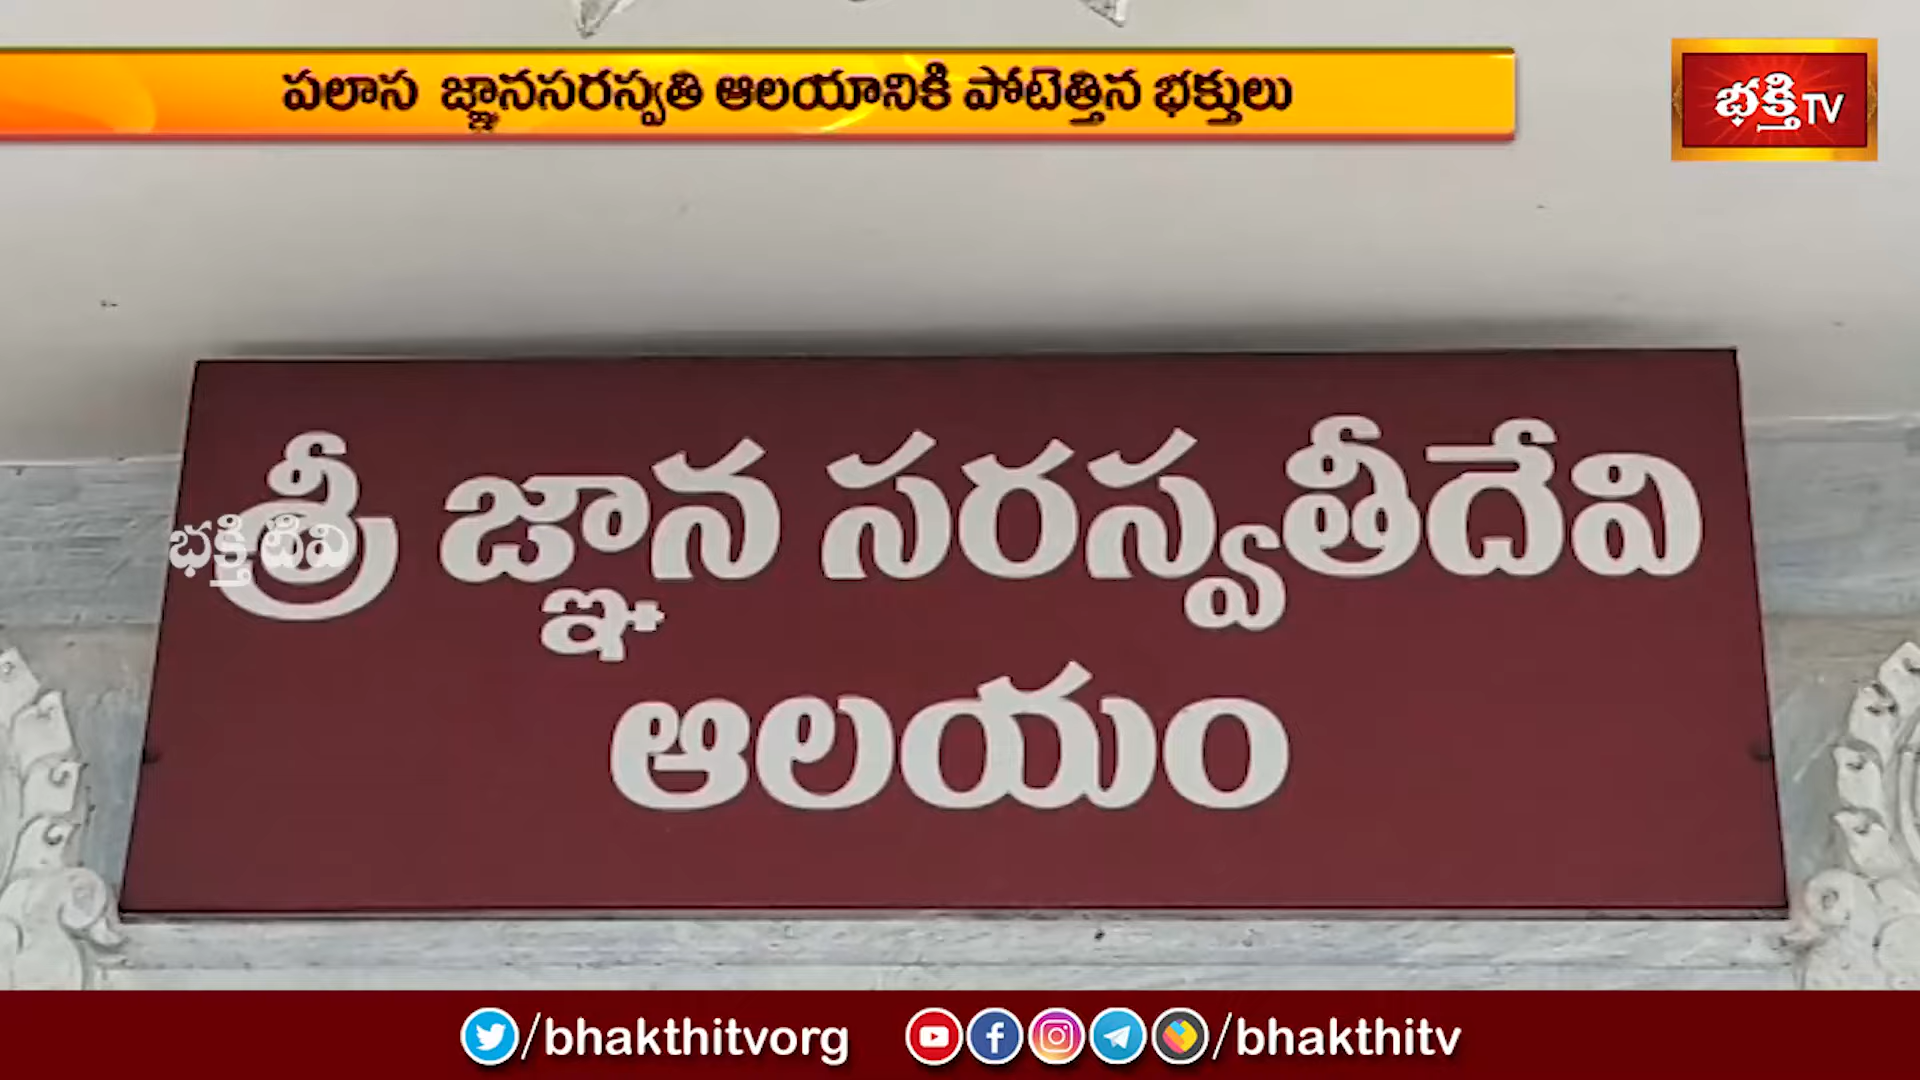 పలాస జ్ఞానసరస్వతి ఆలయానికి పోటెత్తిన భక్తులు
భక్తి TV
శ్రీ జ్ఞాన సరస్వతీదేవి
భక్తి టీవి
ఆలయం
/bhakthitvorg /bhakthitv